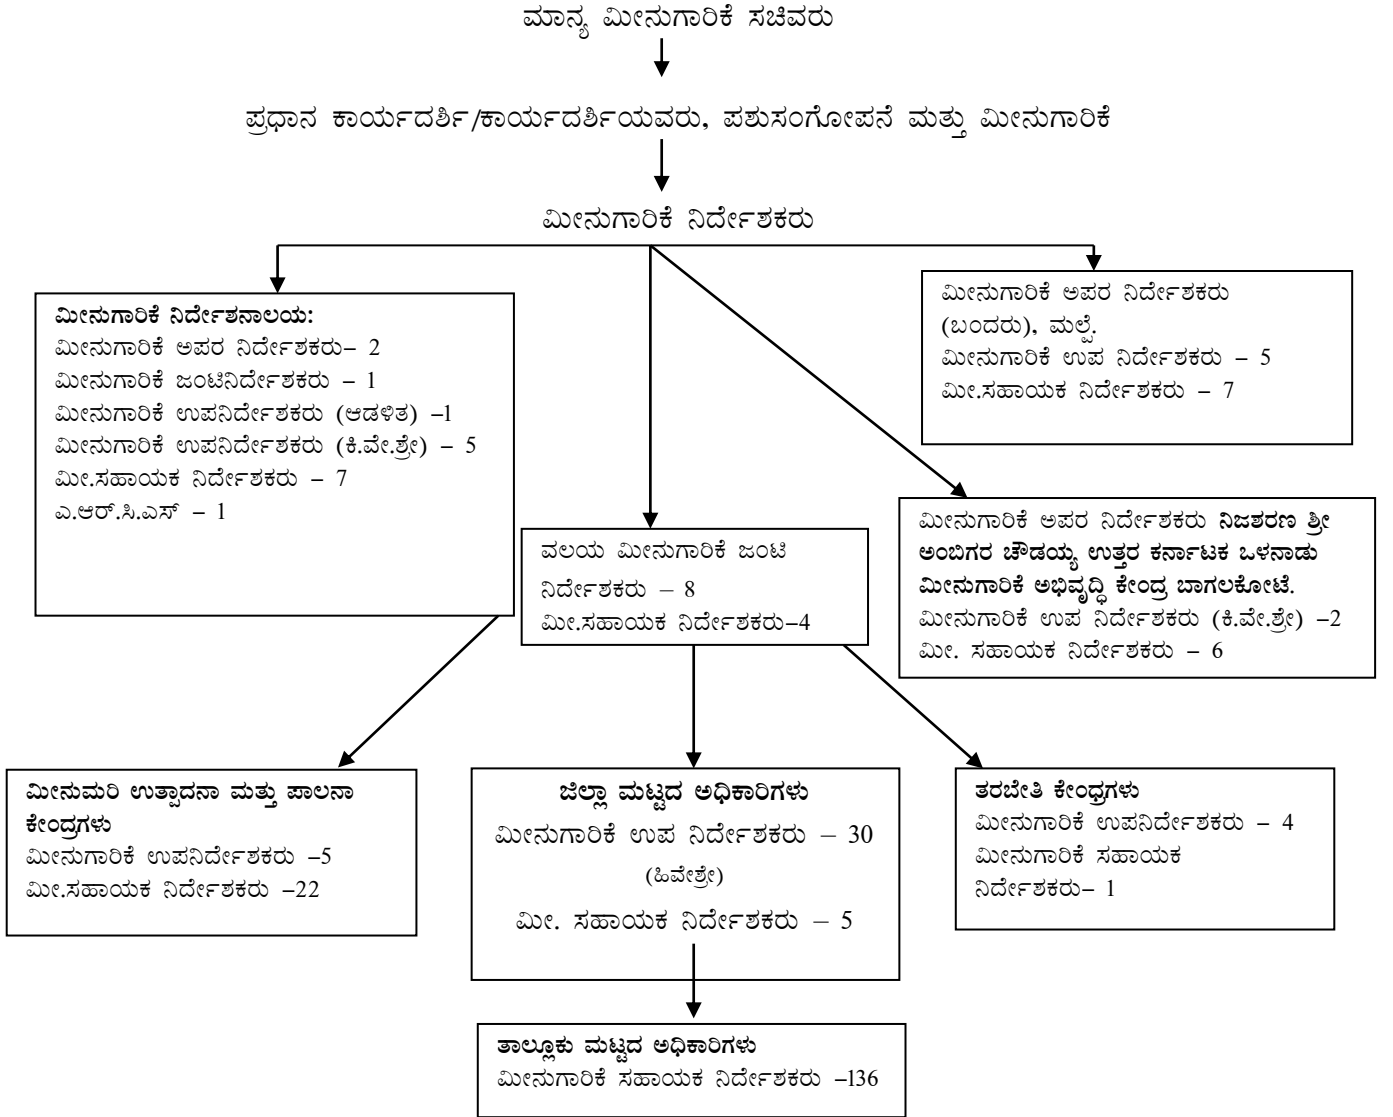 ಮಾನ್ಯ ಮೀನುಗಾರಿಕೆ ಸಚಿವರು
ಪ್ರಧಾನ ಕಾರ್ಯದರ್ಶಿ/ಕಾರ್ಯದರ್ಶಿಯವರು, ಪಶುಸಂಗೋಪನೆ ಮತ್ತು ಮೀನುಗಾರಿಕೆ
ಮೀನುಗಾರಿಕೆ ನಿರ್ದೇಶಕರು
ಮೀನುಗಾರಿಕೆ ನಿರ್ದೇಶನಾಲಯ:
ಮೀನುಗಾರಿಕೆ ಅಪರ ನಿರ್ದೇಶಕರು– 2
ಮೀನುಗಾರಿಕೆ ಜಂಟಿನಿರ್ದೇಶಕರು – 1
ಮೀನುಗಾರಿಕೆ ಉಪನಿರ್ದೇಶಕರು (ಆಡಳಿತ) –1
ಮೀನುಗಾರಿಕೆ ಉಪನಿರ್ದೇಶಕರು (ಕಿ.ವೇ.ಶ್ರೇ) – 5
ಮೀ.ಸಹಾಯಕ ನಿರ್ದೇಶಕರು – 7
ಎ.ಆರ್.ಸಿ.ಎಸ್ – 1
ಮೀನುಗಾರಿಕೆ ಅಪರ ನಿರ್ದೇಶಕರು
(ಬಂದರು), ಮಲ್ಪೆ.
ಮೀನುಗಾರಿಕೆ ಉಪ ನಿರ್ದೇಶಕರು – 5
ಮೀ.ಸಹಾಯಕ ನಿರ್ದೇಶಕರು – 7
ವಲಯ ಮೀನುಗಾರಿಕೆ ಜಂಟಿ
ನಿರ್ದೇಶಕರು – 8
ಮೀ.ಸಹಾಯಕ ನಿರ್ದೇಶಕರು–4
ಮೀನುಗಾರಿಕೆ ಅಪರ ನಿರ್ದೇಶಕರು ನಿಜಶರಣ ಶ್ರೀ
ಅಂಬಿಗರ ಚೌಡಯ್ಯ ಉತ್ತರ ಕರ್ನಾಟಕ ಒಳನಾಡು
ಮೀನುಗಾರಿಕೆ ಅಭಿವೃದ್ಧಿ ಕೇಂದ್ರ ಬಾಗಲಕೋಟೆ.
ಮೀನುಗಾರಿಕೆ ಉಪ ನಿರ್ದೇಶಕರು (ಕಿ.ವೇ.ಶ್ರೇ) –2
ಮೀ. ಸಹಾಯಕ ನಿರ್ದೇಶಕರು – 6
ಮೀನುಮರಿ ಉತ್ಪಾದನಾ ಮತ್ತು ಪಾಲನಾ
ಕೇಂದ್ರಗಳು
ಮೀನುಗಾರಿಕೆ ಉಪನಿರ್ದೇಶಕರು –5
ಮೀ.ಸಹಾಯಕ ನಿರ್ದೇಶಕರು –22
ಜಿಲ್ಲಾ ಮಟ್ಟದ ಅಧಿಕಾರಿಗಳು
ಮೀನುಗಾರಿಕೆ ಉಪ ನಿರ್ದೇಶಕರು – 30
(ಹಿವೇಶ್ರೇ)
ಮೀ. ಸಹಾಯಕ ನಿರ್ದೇಶಕರು – 5
ತರಬೇತಿ ಕೇಂಧ್ರಗಳು
ಮೀನುಗಾರಿಕೆ ಉಪನಿರ್ದೇಶಕರು – 4
ಮೀನುಗಾರಿಕೆ ಸಹಾಯಕ
ನಿರ್ದೇಶಕರು– 1
ತಾಲ್ಲೂಕು ಮಟ್ಟದ ಅಧಿಕಾರಿಗಳು
ಮೀನುಗಾರಿಕೆ ಸಹಾಯಕ ನಿರ್ದೇಶಕರು –136